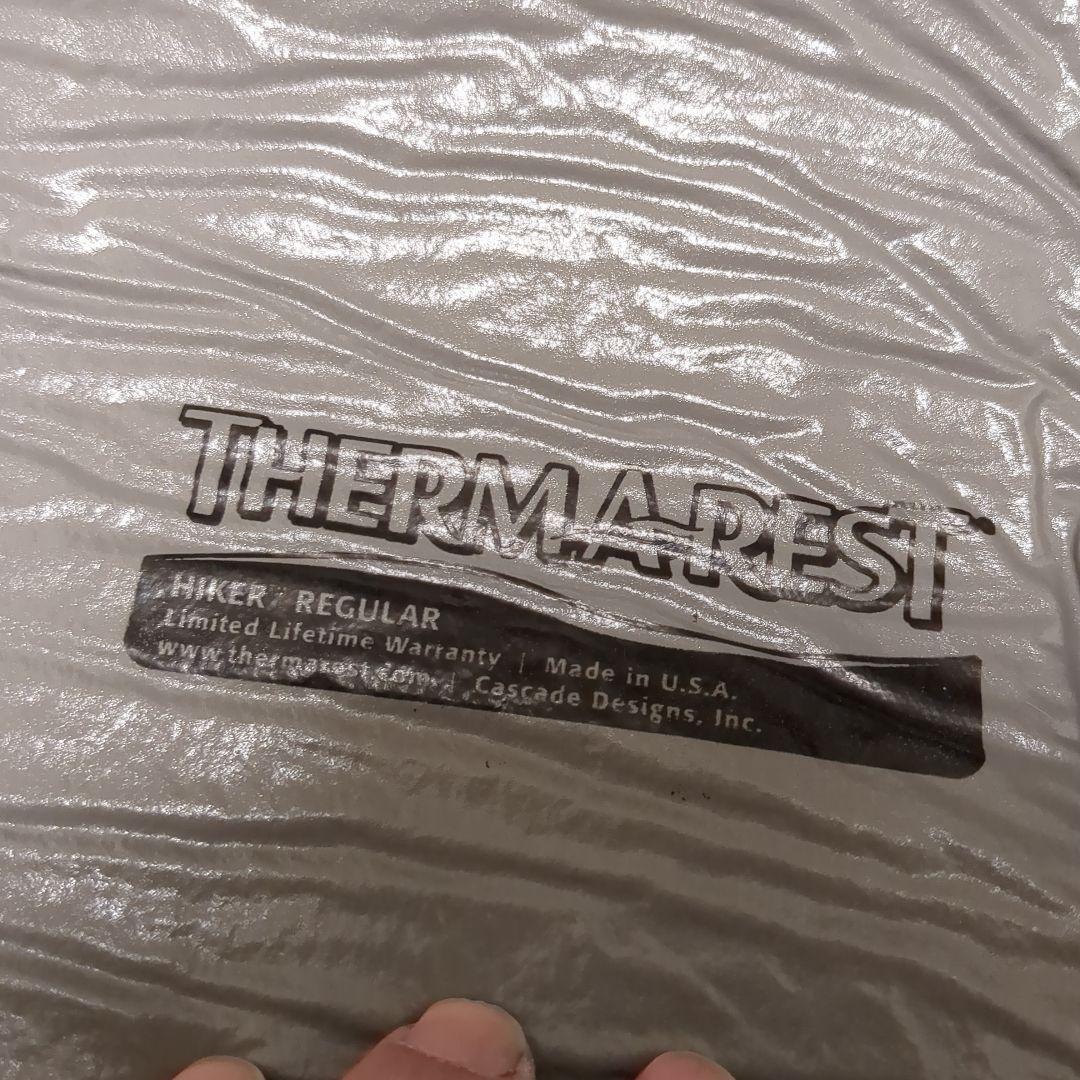 THERMAREST
HIKER REGULAR
Limited Lifetime Warranty | Made in U.S.A.
www.thermarest.com | Cascade Designs, Inc.